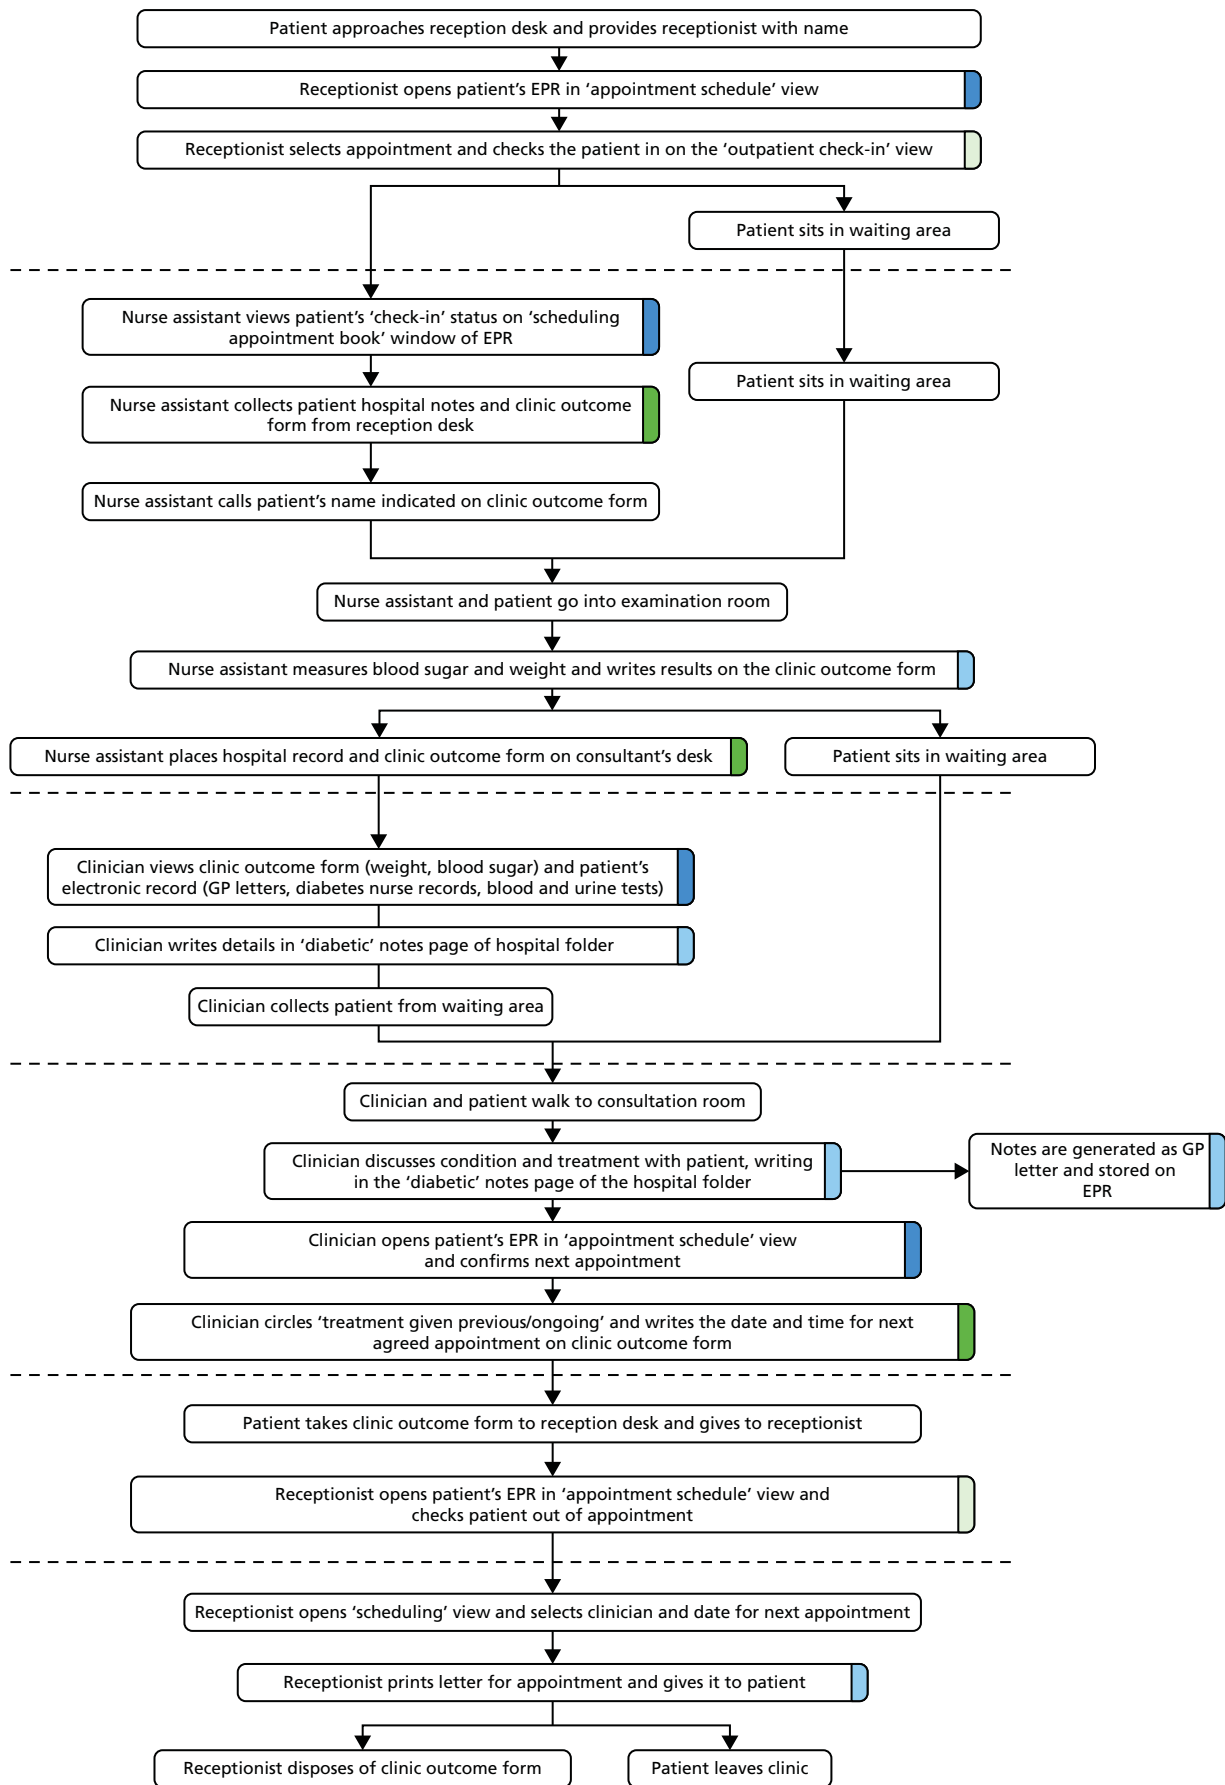 Patient approaches reception desk and provides receptionist with name
Receptionist opens patient’s EPR in ‘appointment schedule’ view
Receptionist selects appointment and checks the patient in on the ‘outpatient check-in’ view
Patient sits in waiting area
Nurse assistant views patient’s ‘check-in’ status on ‘scheduling
appointment book’ window of EPR
Patient sits in waiting area
Nurse assistant collects patient hospital notes and clinic outcome
form from reception desk
Nurse assistant calls patient’s name indicated on clinic outcome form
Nurse assistant and patient go into examination room
Nurse assistant measures blood sugar and weight and writes results on the clinic outcome form
Nurse assistant places hospital record and clinic outcome form on consultant’s desk
Patient sits in waiting area
Clinician views clinic outcome form (weight, blood sugar) and patient’s
electronic record (GP letters, diabetes nurse records, blood and urine tests)
Clinician writes details in ‘diabetic’ notes page of hospital folder
Clinician collects patient from waiting area
Clinician and patient walk to consultation room
Clinician discusses condition and treatment with patient, writing
in the ‘diabetic’ notes page of the hospital folder
Notes are generated as GP
letter and stored on
EPR
Clinician opens patient’s EPR in ‘appointment schedule’ view
and confirms next appointment
Clinician circles ‘treatment given previous/ongoing’ and writes the date and time for next
agreed appointment on clinic outcome form
Patient takes clinic outcome form to reception desk and gives to receptionist
Receptionist opens patient’s EPR in ‘appointment schedule’ view and
checks patient out of appointment
Receptionist opens ‘scheduling’ view and selects clinician and date for next appointment
Receptionist prints letter for appointment and gives it to patient
Receptionist disposes of clinic outcome form
Patient leaves clinic